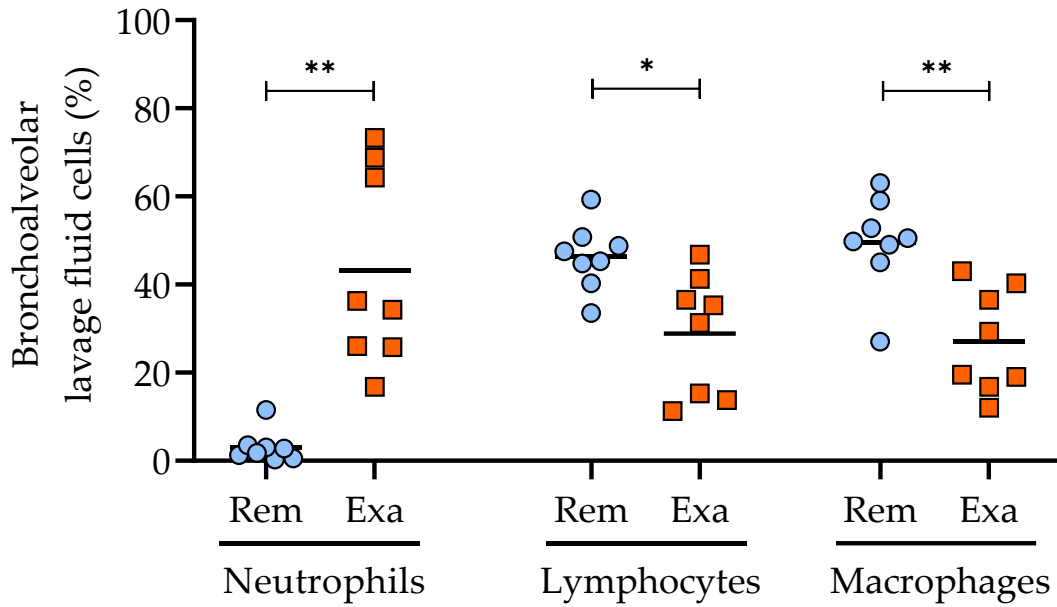 Bronchoalveolar
lavage fluid cells (%)
100
80
60
40
20
0
**
*
**
Rem Exa Rem Exa Rem Exa
Neutrophils Lymphocytes Macrophages